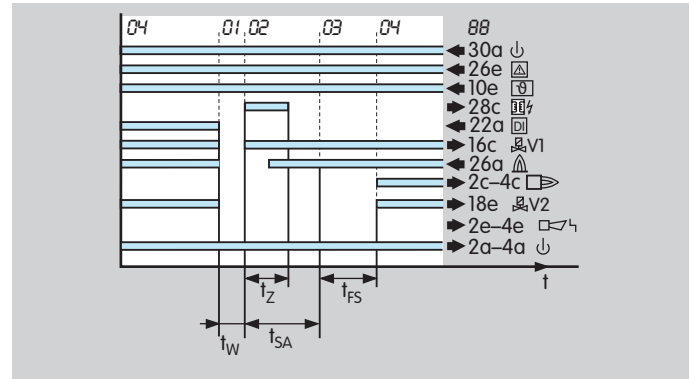 04 01 02 03 04 88
30a
26e
10e ϑ
28c
22a DI
16c V1
26a
2c–4c
18e V2
2e–4e
2a–4a
t
tZ tFS
tW tSA